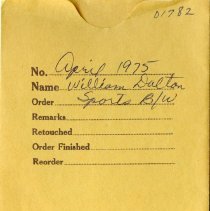 01782
No. April 1975
Name William Dalton
Order Sports B/W
Remarks
Retouched
Order Finished
Reorder